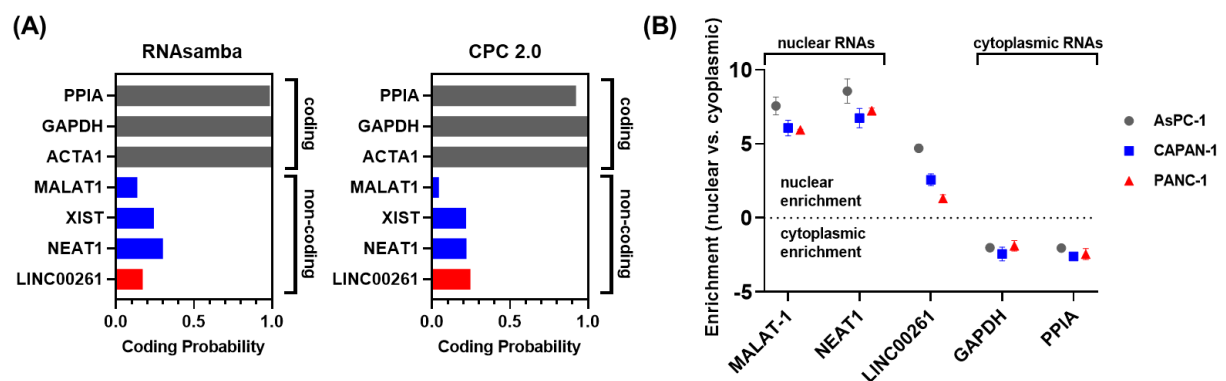 (A)
RNAsamba
PPIA
GAPDH
ACTA1
MALAT1
XIST
NEAT1
LINC00261
coding
non-coding
0.0 0.5 1.0
Coding Probability
CPC 2.0
PPIA
GAPDH
ACTA1
MALAT1
XIST
NEAT1
LINC00261
coding
non-coding
0.0 0.5 1.0
Coding Probability
(B)
nuclear RNAs
cytoplasmic RNAs
Enrichment (nuclear vs. cyoplasmic)
10
5
0
-5
nuclear
enrichment
cytoplasmic
enrichment
MALAT-1
NEAT1
LINC00261
GAPDH
PPIA
AsPC-1
CAPAN-1
PANC-1